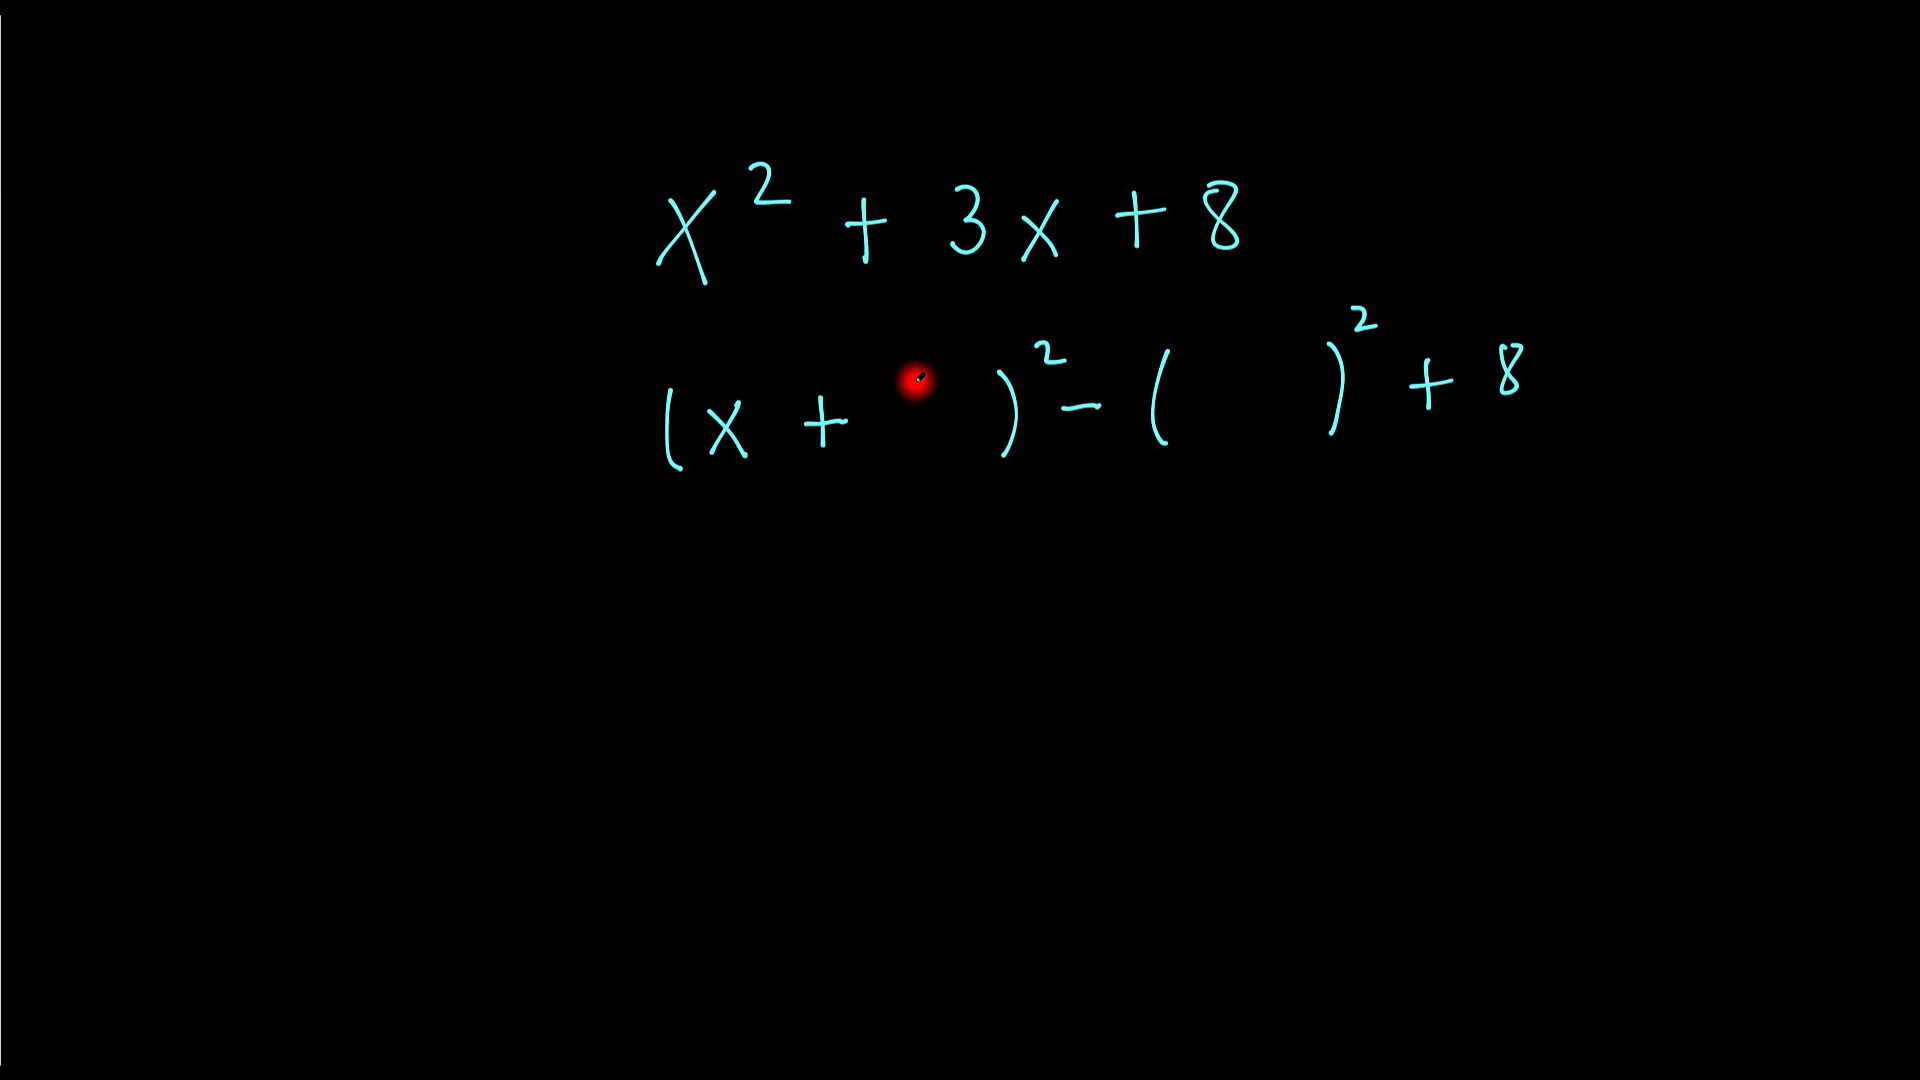 x² + 3x + 8
(x +   )² - (   )² + 8